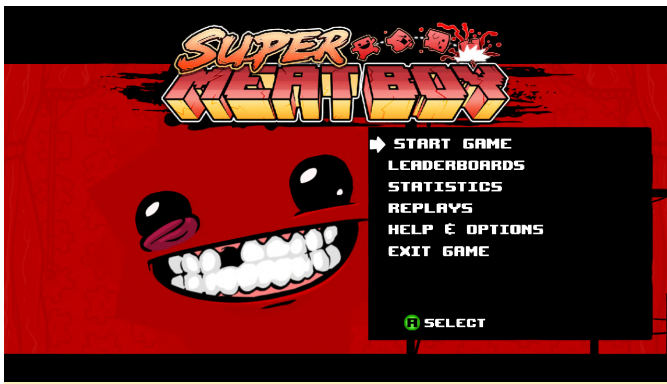 SUPER
MEAT BOY
START GAME
LEADERBOARDS
STATISTICS
REPLAYS
HELP & OPTIONS
EXIT GAME
A SELECT